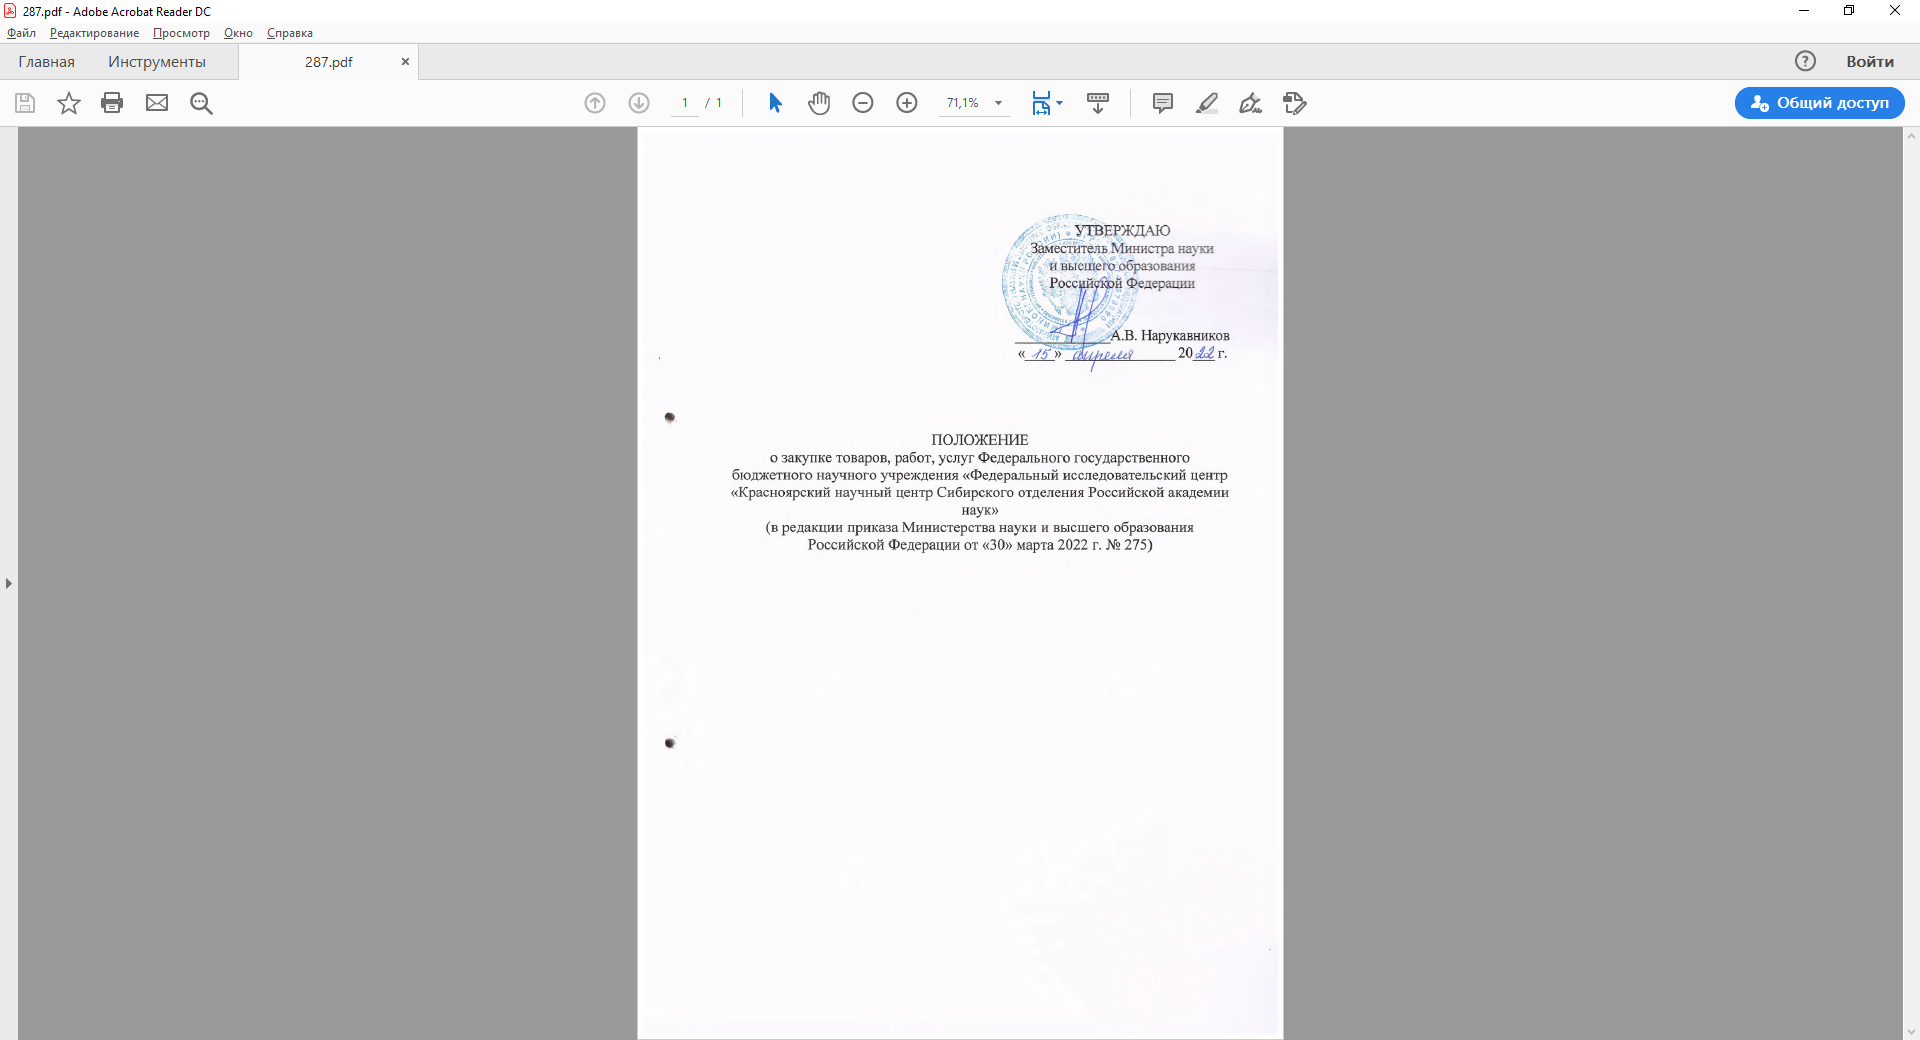 287.pdf - Adobe Acrobat Reader DC
Файл Редактирование Просмотр Окно Справка
Главная Инструменты 287.pdf Войти
1 / 1 71,1% Общий доступ
УТВЕРЖДАЮ
Заместитель Министра науки
и высшего образования
Российской Федерации
А.В. Нарукавников
«15» апреля 2022 г.
ПОЛОЖЕНИЕ
о закупке товаров, работ, услуг Федерального государственного
бюджетного научного учреждения «Федеральный исследовательский центр
«Красноярский научный центр Сибирского отделения Российской академии
наук»
(в редакции приказа Министерства науки и высшего образования
Российской Федерации от «30» марта 2022 г. № 275)